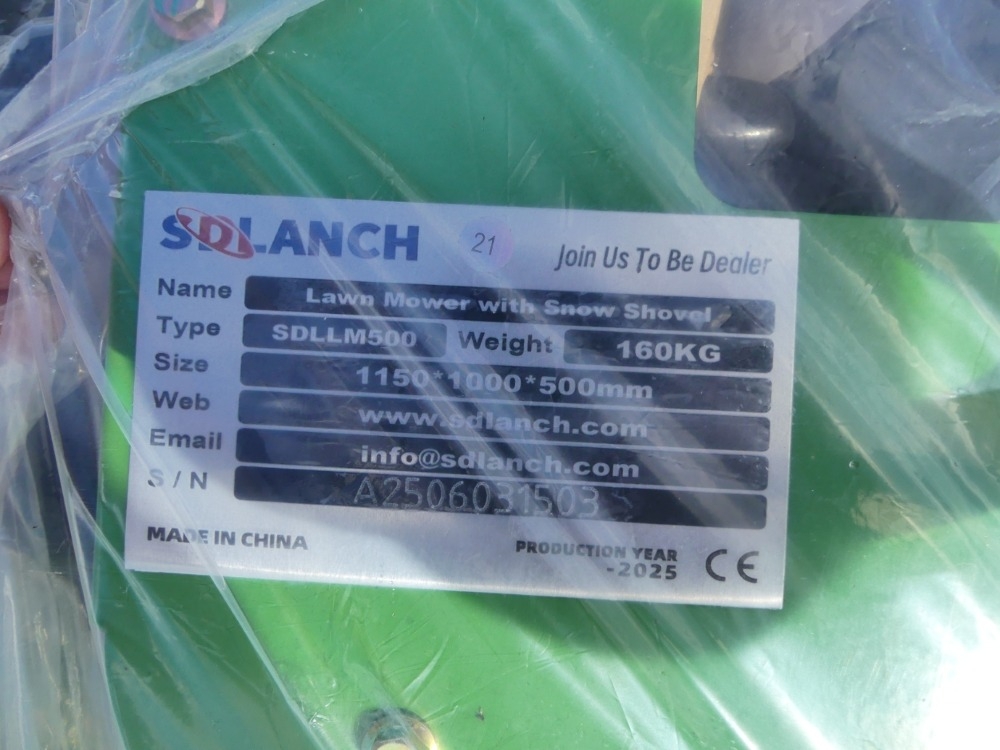 SDLANCH 21 Join Us To Be Dealer
Name Lawn Mower with Snow Shovel
Type SDLLM500 Weight 160KG
Size 1150*1000*500mm
Web www.sdlanch.com
Email info@sdlanch.com
S / N A2506031503
MADE IN CHINA PRODUCTION YEAR
-2025 CE